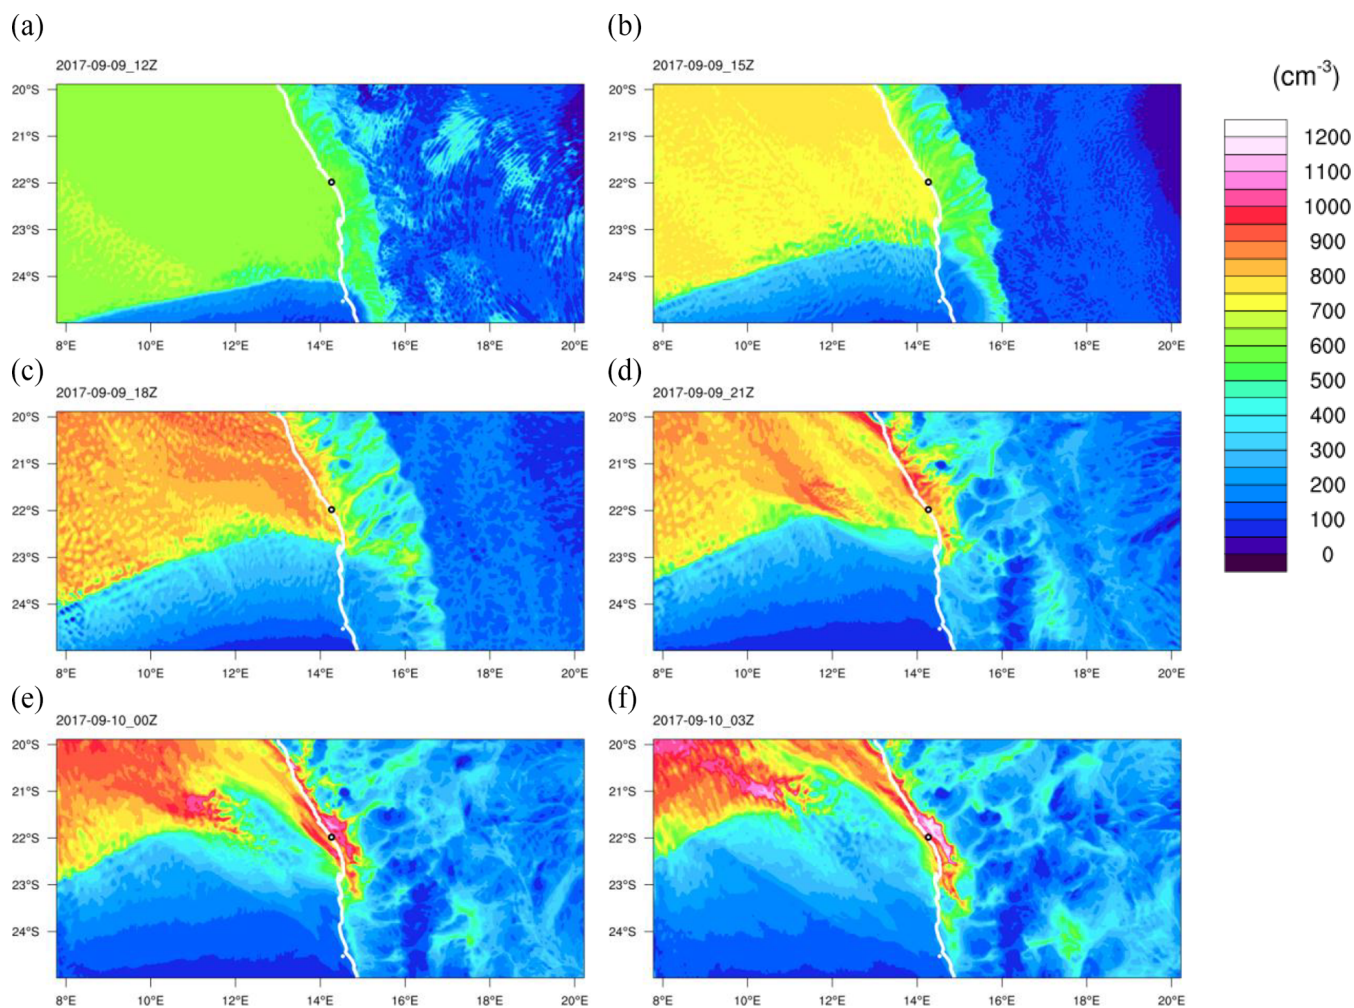 (a)
2017-09-09_12Z
20°S
21°S
22°S
23°S
24°S
8°E 10°E 12°E 14°E 16°E 18°E 20°E
(b)
2017-09-09_15Z
20°S
21°S
22°S
23°S
24°S
8°E 10°E 12°E 14°E 16°E 18°E 20°E
(cm-3)
1200
1100
1000
900
800
700
600
500
400
300
200
100
0
(c)
2017-09-09_18Z
20°S
21°S
22°S
23°S
24°S
8°E 10°E 12°E 14°E 16°E 18°E 20°E
(d)
2017-09-09_21Z
20°S
21°S
22°S
23°S
24°S
8°E 10°E 12°E 14°E 16°E 18°E 20°E
(e)
2017-09-10_00Z
20°S
21°S
22°S
23°S
24°S
8°E 10°E 12°E 14°E 16°E 18°E 20°E
(f)
2017-09-10_03Z
20°S
21°S
22°S
23°S
24°S
8°E 10°E 12°E 14°E 16°E 18°E 20°E